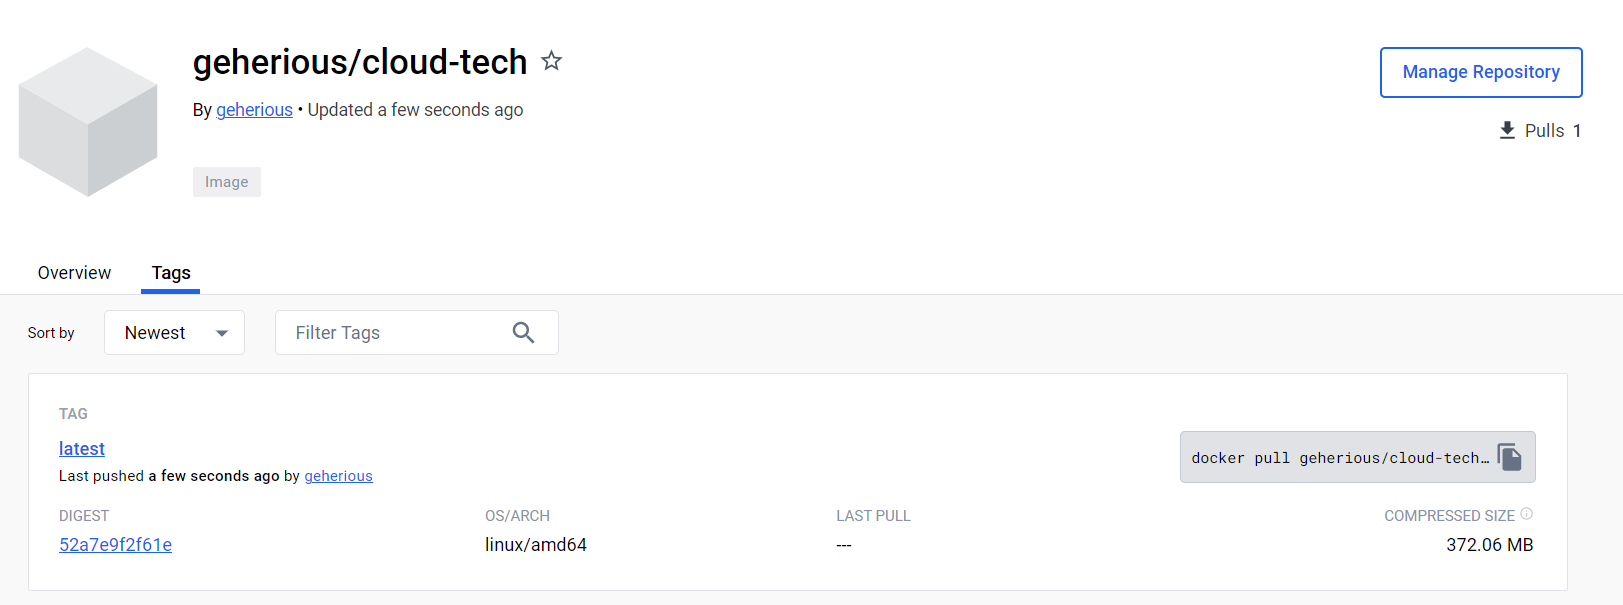 geherious/cloud-tech
Manage Repository
By geherious • Updated a few seconds ago
Pulls 1
Image
Overview Tags
Sort by Newest Filter Tags
TAG
latest
docker pull geherious/cloud-tech…
Last pushed a few seconds ago by geherious
DIGEST OS/ARCH LAST PULL COMPRESSED SIZE
52a7e9f2f61e linux/amd64 --- 372.06 MB